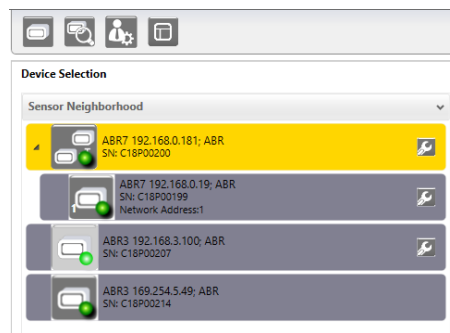 Device Selection
Sensor Neighborhood
ABR7 192.168.0.181; ABR
SN: C18P00200
ABR7 192.168.0.19; ABR
SN: C18P00199
Network Address:1
ABR3 192.168.3.100; ABR
SN: C18P00207
ABR3 169.254.5.49; ABR
SN: C18P00214